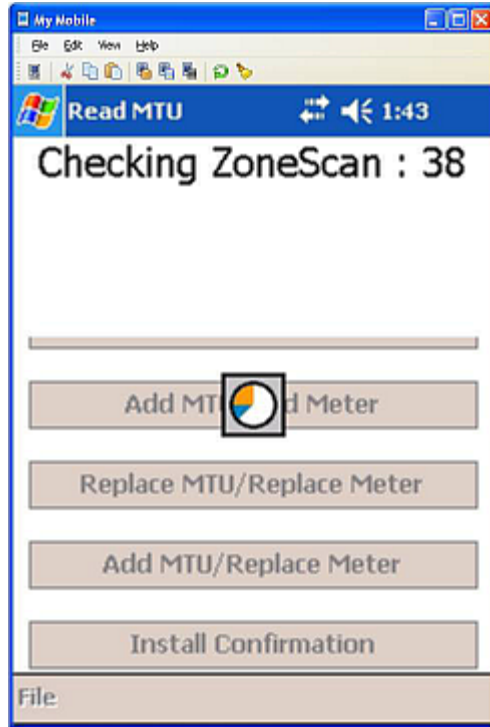 My Mobile
File Edit View Help
Read MTU 1:43
Checking ZoneScan : 38
Add Meter
Replace MTU/Replace Meter
Add MTU/Replace Meter
Install Confirmation
File